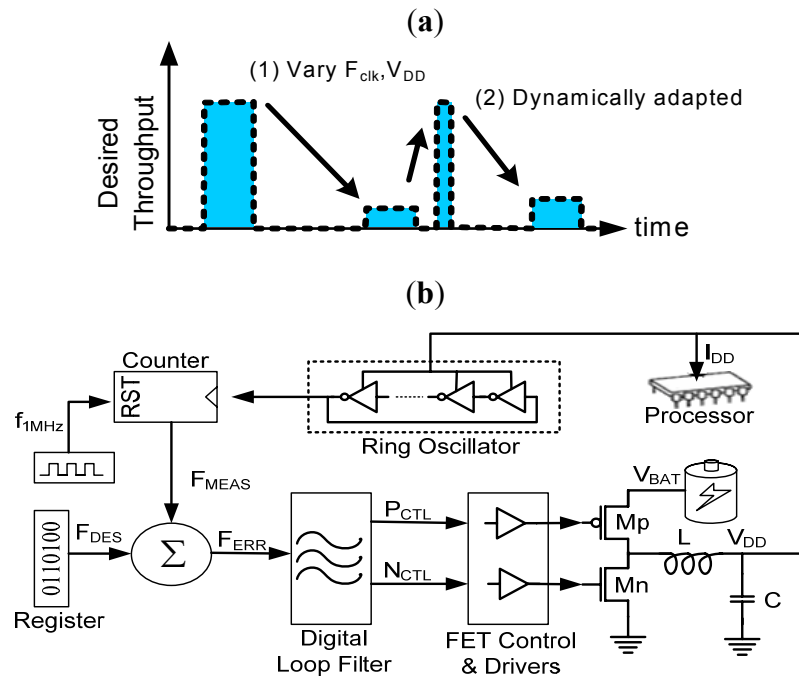 (a)
(1) Vary Fclk,VDD
(2) Dynamically adapted
Desired
Throughput
time
(b)
Counter
RST
f1MHz
IDD
Processor
Ring Oscillator
FMEAS
VBAT
FDES
Σ
FERR
PCTL
Mp
L
VDD
0110100
NCTL
Mn
C
Register
Digital
Loop Filter
FET Control
& Drivers